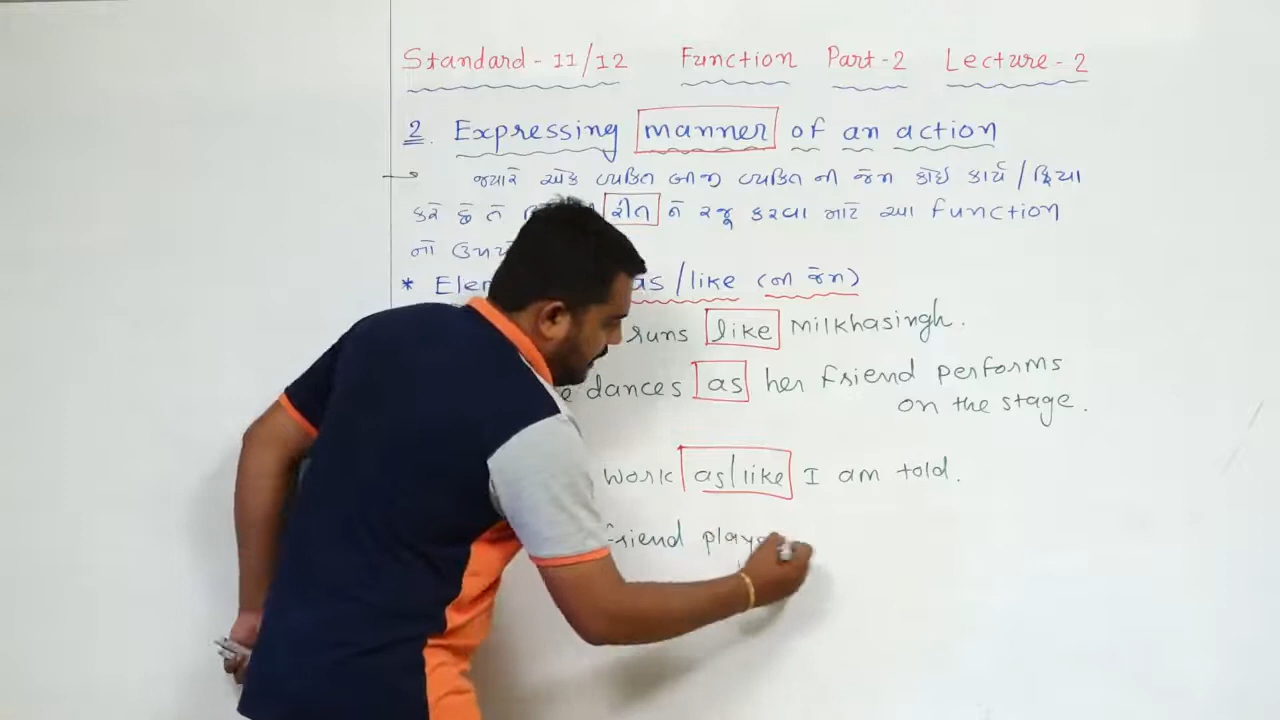 Standard - 11/12 Function Part-2 Lecture - 2
2. Expressing manner of an action
જ્યારે એક વ્યકિત બીજી વ્યકિત ની જેમ કોઈ કાર્ય / ક્રિયા
કરે છે તે રીત ને રજૂ કરવા માટે આ function
નો
* as/like (ની જેમ)
runs like Milkhasingh.
dances as her friend performs
on the stage.
work as/like I am told.
friend plays